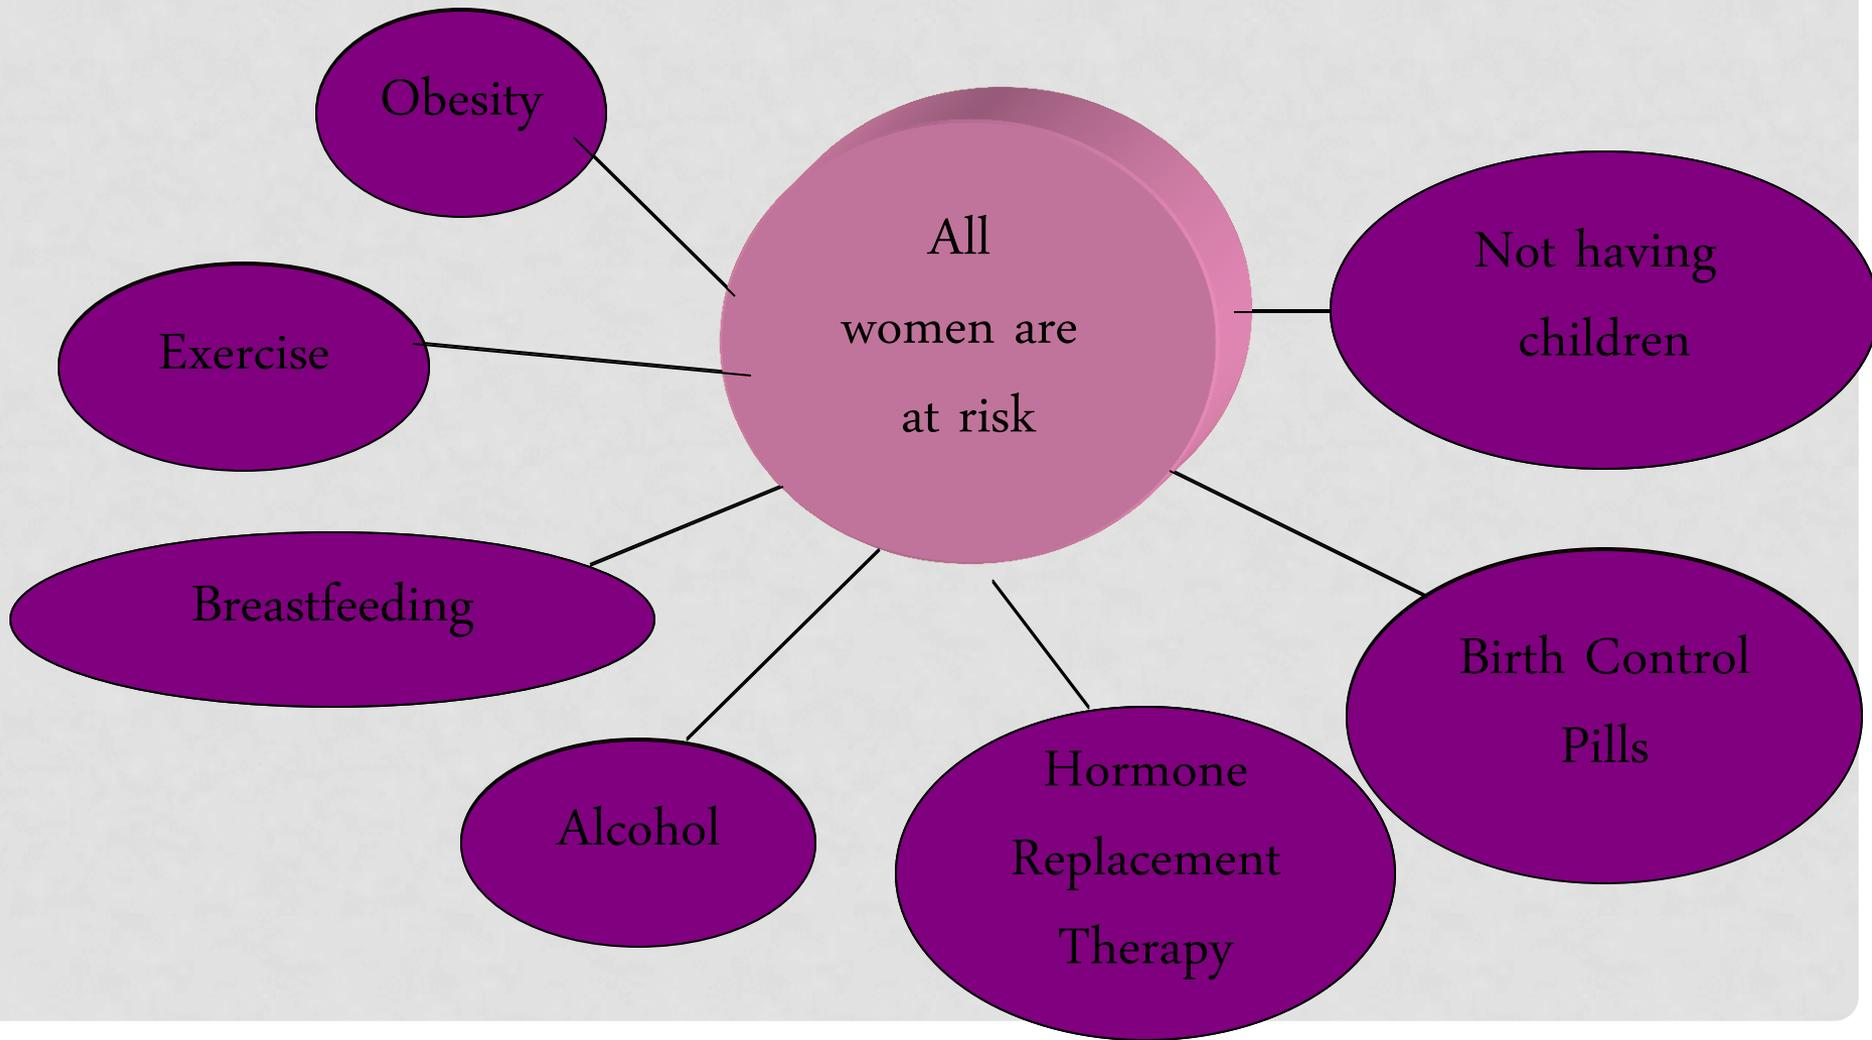 Obesity
All
women are
at risk
Not having
children
Exercise
Breastfeeding
Birth Control
Pills
Alcohol
Hormone
Replacement
Therapy